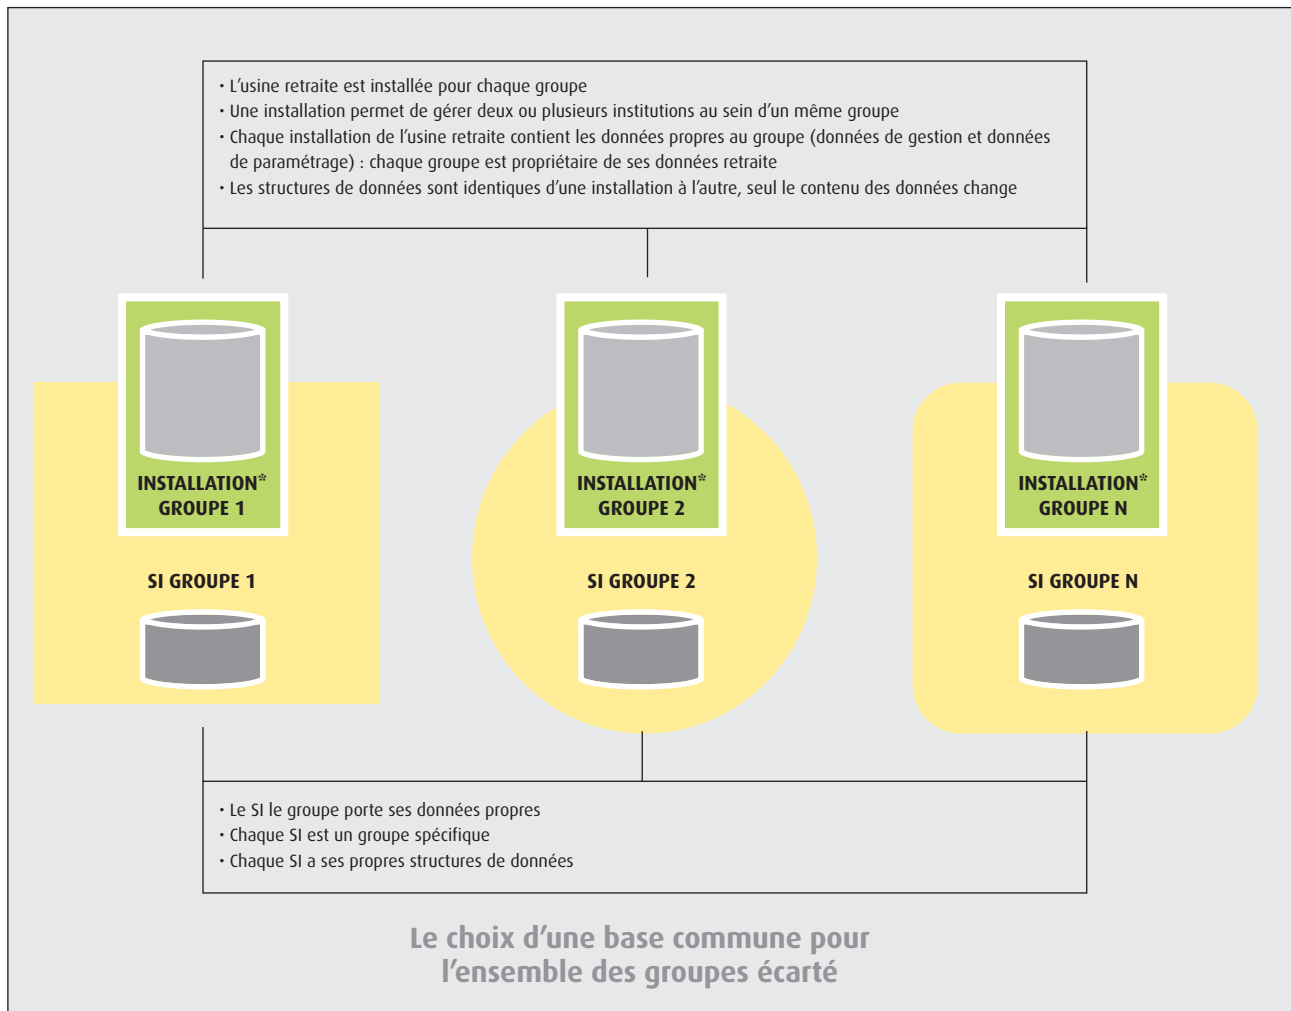 • L’usine retraite est installée pour chaque groupe
• Une installation permet de gérer deux ou plusieurs institutions au sein d’un même groupe
• Chaque installation de l’usine retraite contient les données propres au groupe (données de gestion et données
de paramétrage) : chaque groupe est propriétaire de ses données retraite
• Les structures de données sont identiques d’une installation à l’autre, seul le contenu des données change
INSTALLATION*
GROUPE 1
INSTALLATION*
GROUPE 2
INSTALLATION*
GROUPE N
SI GROUPE 1
SI GROUPE 2
SI GROUPE N
• Le SI le groupe porte ses données propres
• Chaque SI est un groupe spécifique
• Chaque SI a ses propres structures de données
Le choix d’une base commune pour
l’ensemble des groupes écarté